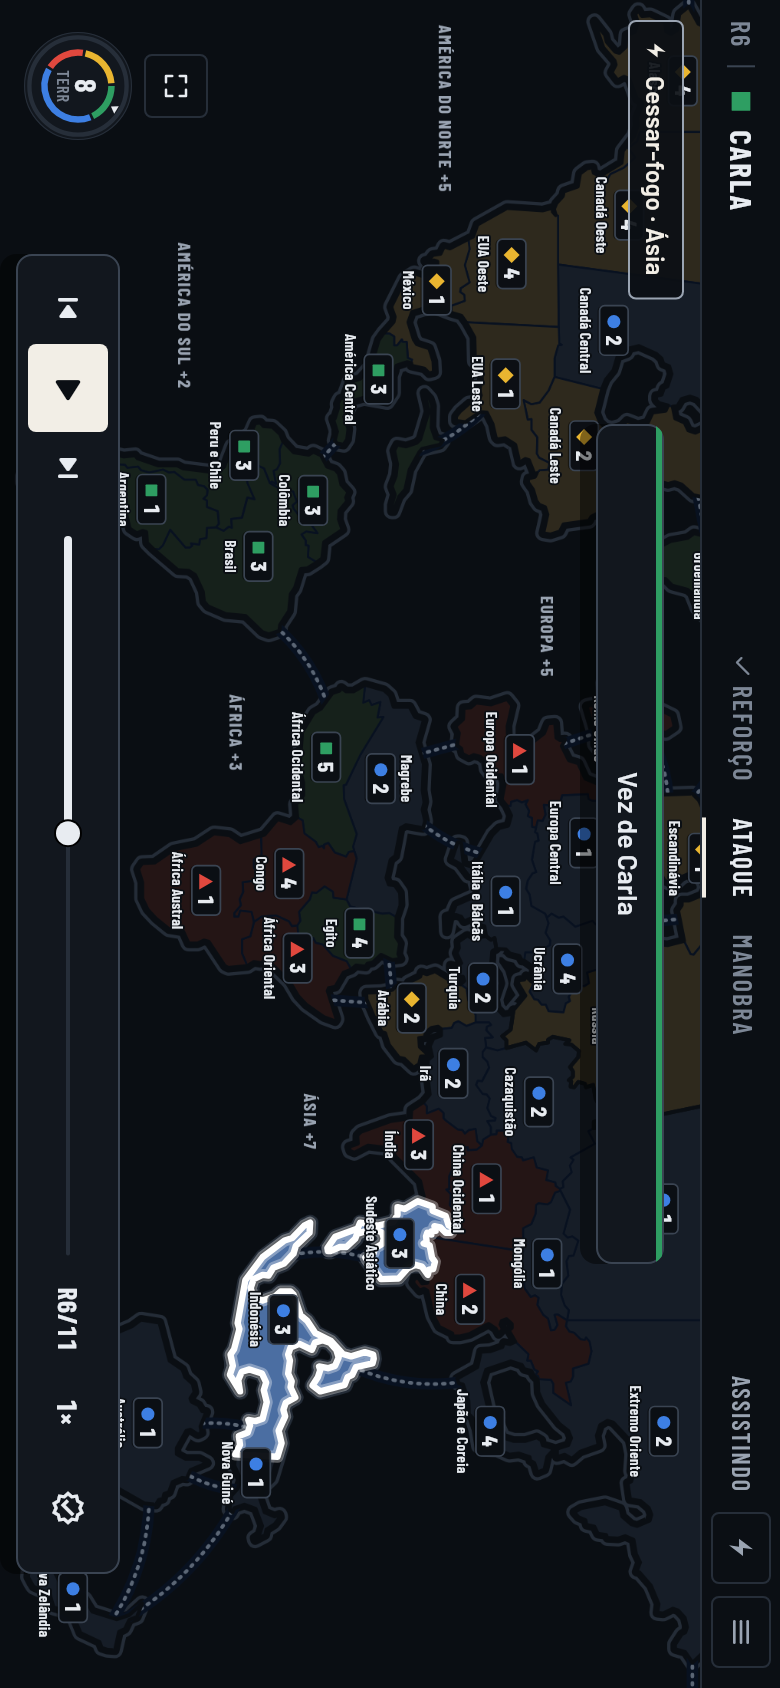 R6
CARLA
REFORÇO
ATAQUE
MANOBRA
ASSISTINDO
Cessar-fogo · Ásia
Vez de Carla
AMÉRICA DO NORTE +5
AMÉRICA DO SUL +2
EUROPA +5
ÁFRICA +3
ÁSIA +7
4
Canadá Oeste
4
EUA Oeste
1
México
2
Canadá Central
1
EUA Leste
2
Canadá Leste
3
América Central
3
Colômbia
3
Peru e Chile
3
Brasil
1
Argentina
5
África Ocidental
2
Magrebe
1
Europa Ocidental
1
Europa Central
Escandinávia
1
Itália e Bálcãs
4
Ucrânia
2
Turquia
4
Egito
4
Congo
3
África Oriental
1
África Austral
2
Arábia
2
Irã
2
Cazaquistão
Rússia
3
Índia
1
China Ocidental
1
1
Mongólia
2
China
3
Sudeste Asiático
3
Indonésia
1
Nova Guiné
4
Japão e Coreia
2
Extremo Oriente
1
1
va Zelândia
8
TERR
R6/11
1×